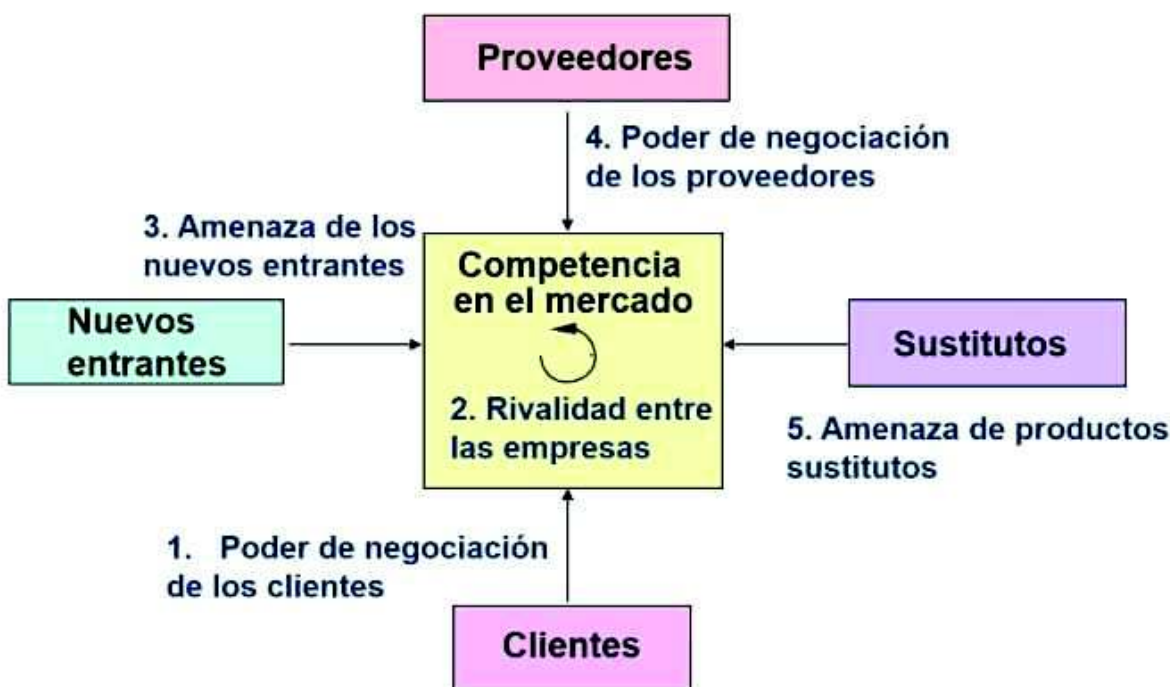 Proveedores
4. Poder de negociación
de los proveedores
3. Amenaza de los
nuevos entrantes
Competencia
en el mercado
Nuevos
entrantes
Sustitutos
2. Rivalidad entre
las empresas
5. Amenaza de productos
sustitutos
1. Poder de negociación
de los clientes
Clientes